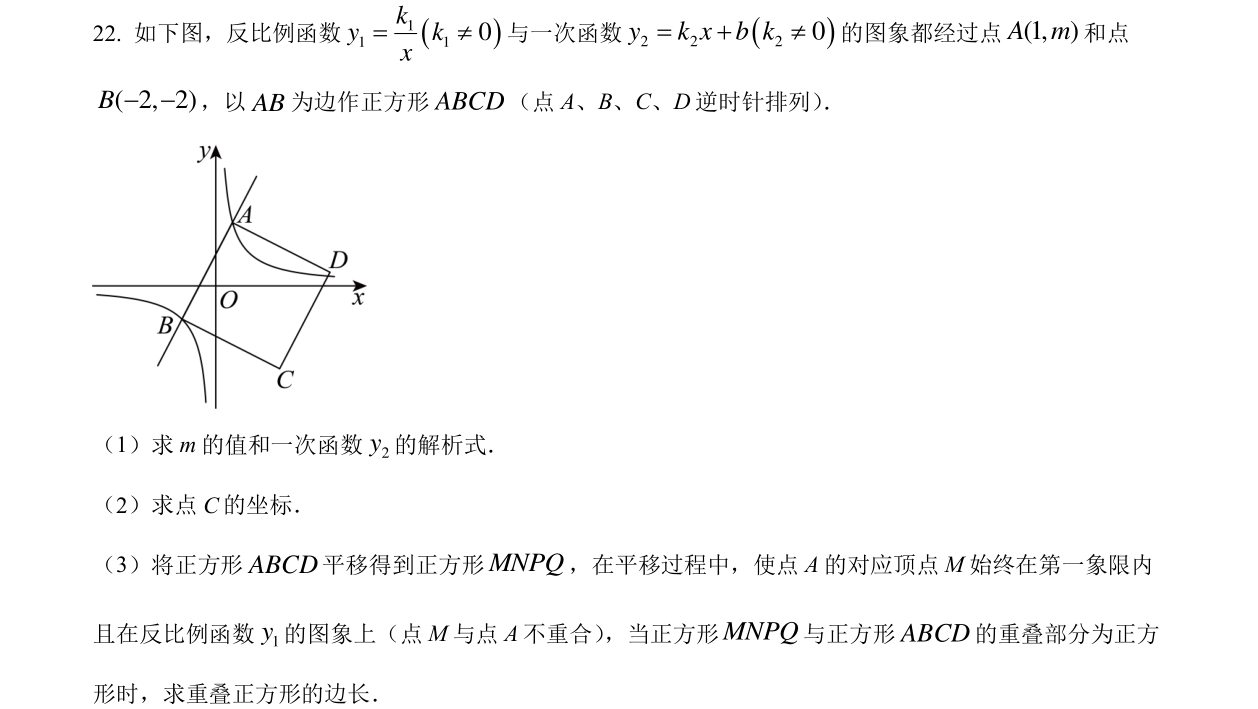 22. 如下图，反比例函数 y₁ = k₁/x (k₁ ≠ 0) 与一次函数 y₂ = k₂x + b (k₂ ≠ 0) 的图象都经过点 A(1, m) 和点
B(−2, −2)，以 AB 为边作正方形 ABCD（点 A、B、C、D 逆时针排列）．
y
A
D
O
x
B
C
（1）求 m 的值和一次函数 y₂ 的解析式．
（2）求点 C 的坐标．
（3）将正方形 ABCD 平移得到正方形 MNPQ，在平移过程中，使点 A 的对应顶点 M 始终在第一象限内
且在反比例函数 y₁ 的图象上（点 M 与点 A 不重合），当正方形 MNPQ 与正方形 ABCD 的重叠部分为正方
形时，求重叠正方形的边长．